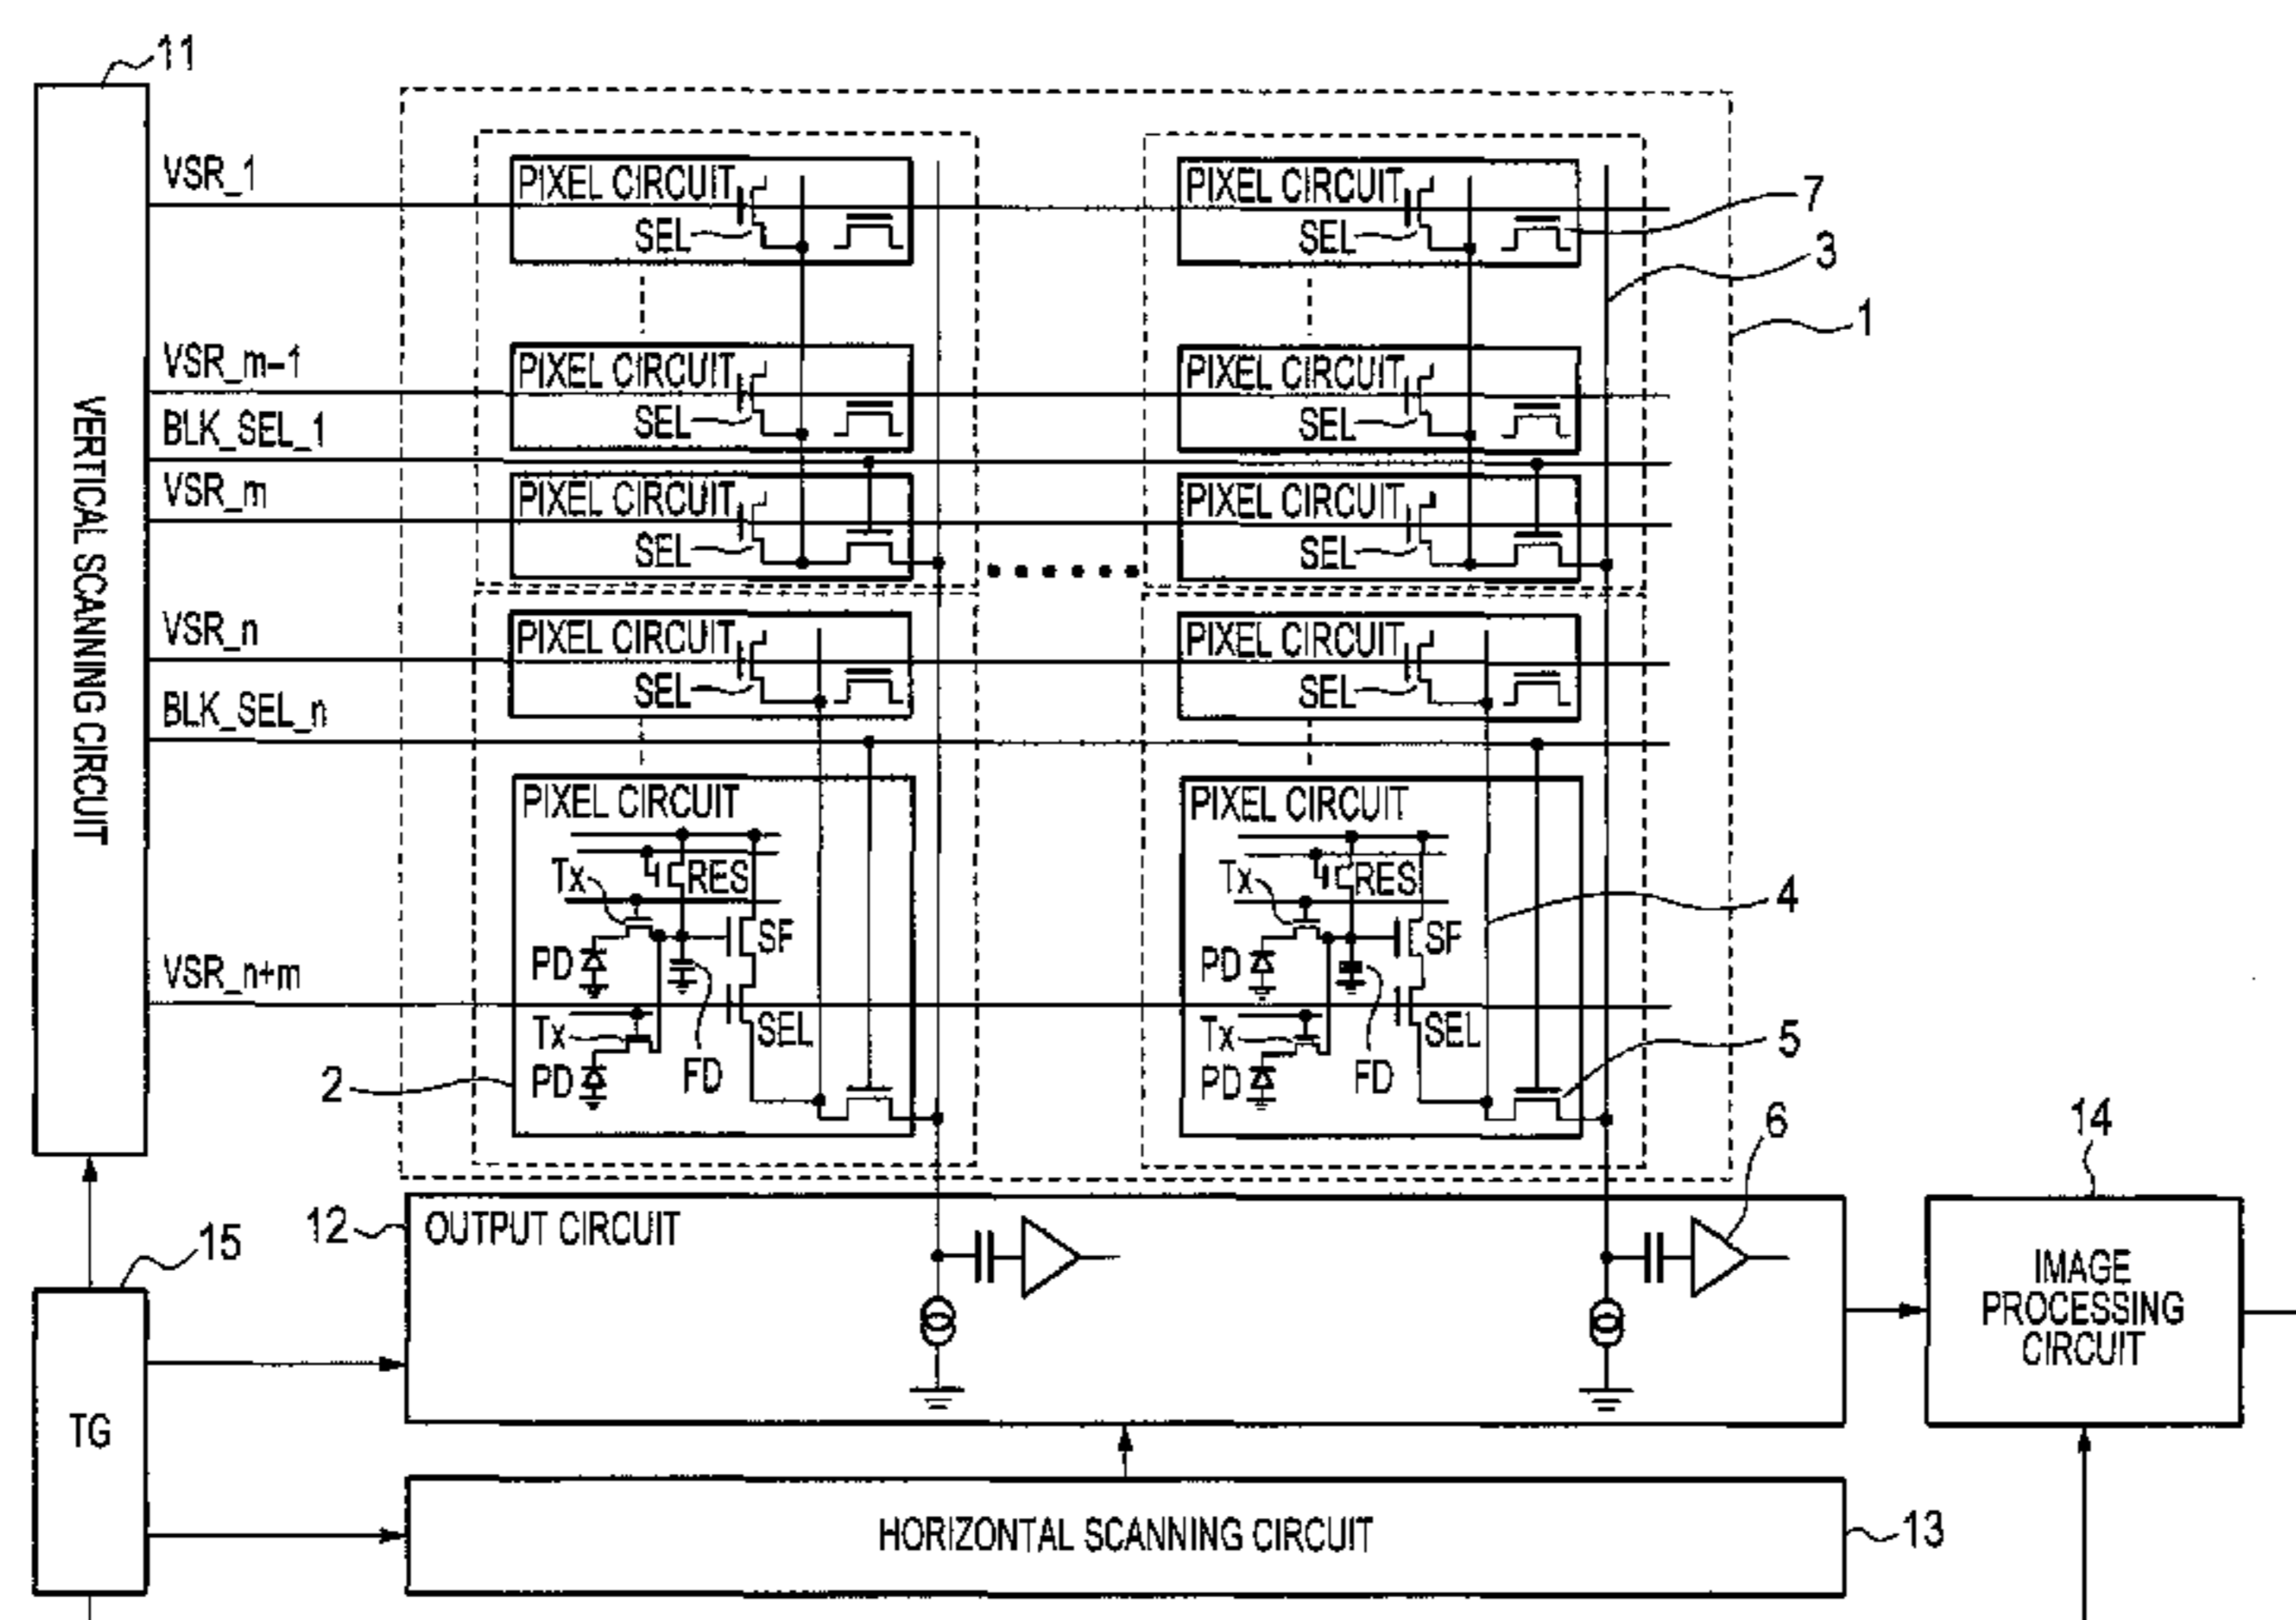 11
VSR_1
PIXEL CIRCUIT
SEL
PIXEL CIRCUIT
SEL
7
3
1
VSR_m-1
PIXEL CIRCUIT
SEL
PIXEL CIRCUIT
SEL
BLK_SEL_1
VSR_m
PIXEL CIRCUIT
SEL
PIXEL CIRCUIT
SEL
VERTICAL SCANNING CIRCUIT
VSR_n
PIXEL CIRCUIT
SEL
PIXEL CIRCUIT
SEL
BLK_SEL_n
PIXEL CIRCUIT
Tx
RES
SF
PD
Tx
SEL
PD
FD
2
PIXEL CIRCUIT
Tx
RES
SF
PD
Tx
SEL
PD
FD
4
5
VSR_n+m
6
14
12
OUTPUT CIRCUIT
15
IMAGE
PROCESSING
CIRCUIT
TG
HORIZONTAL SCANNING CIRCUIT
13